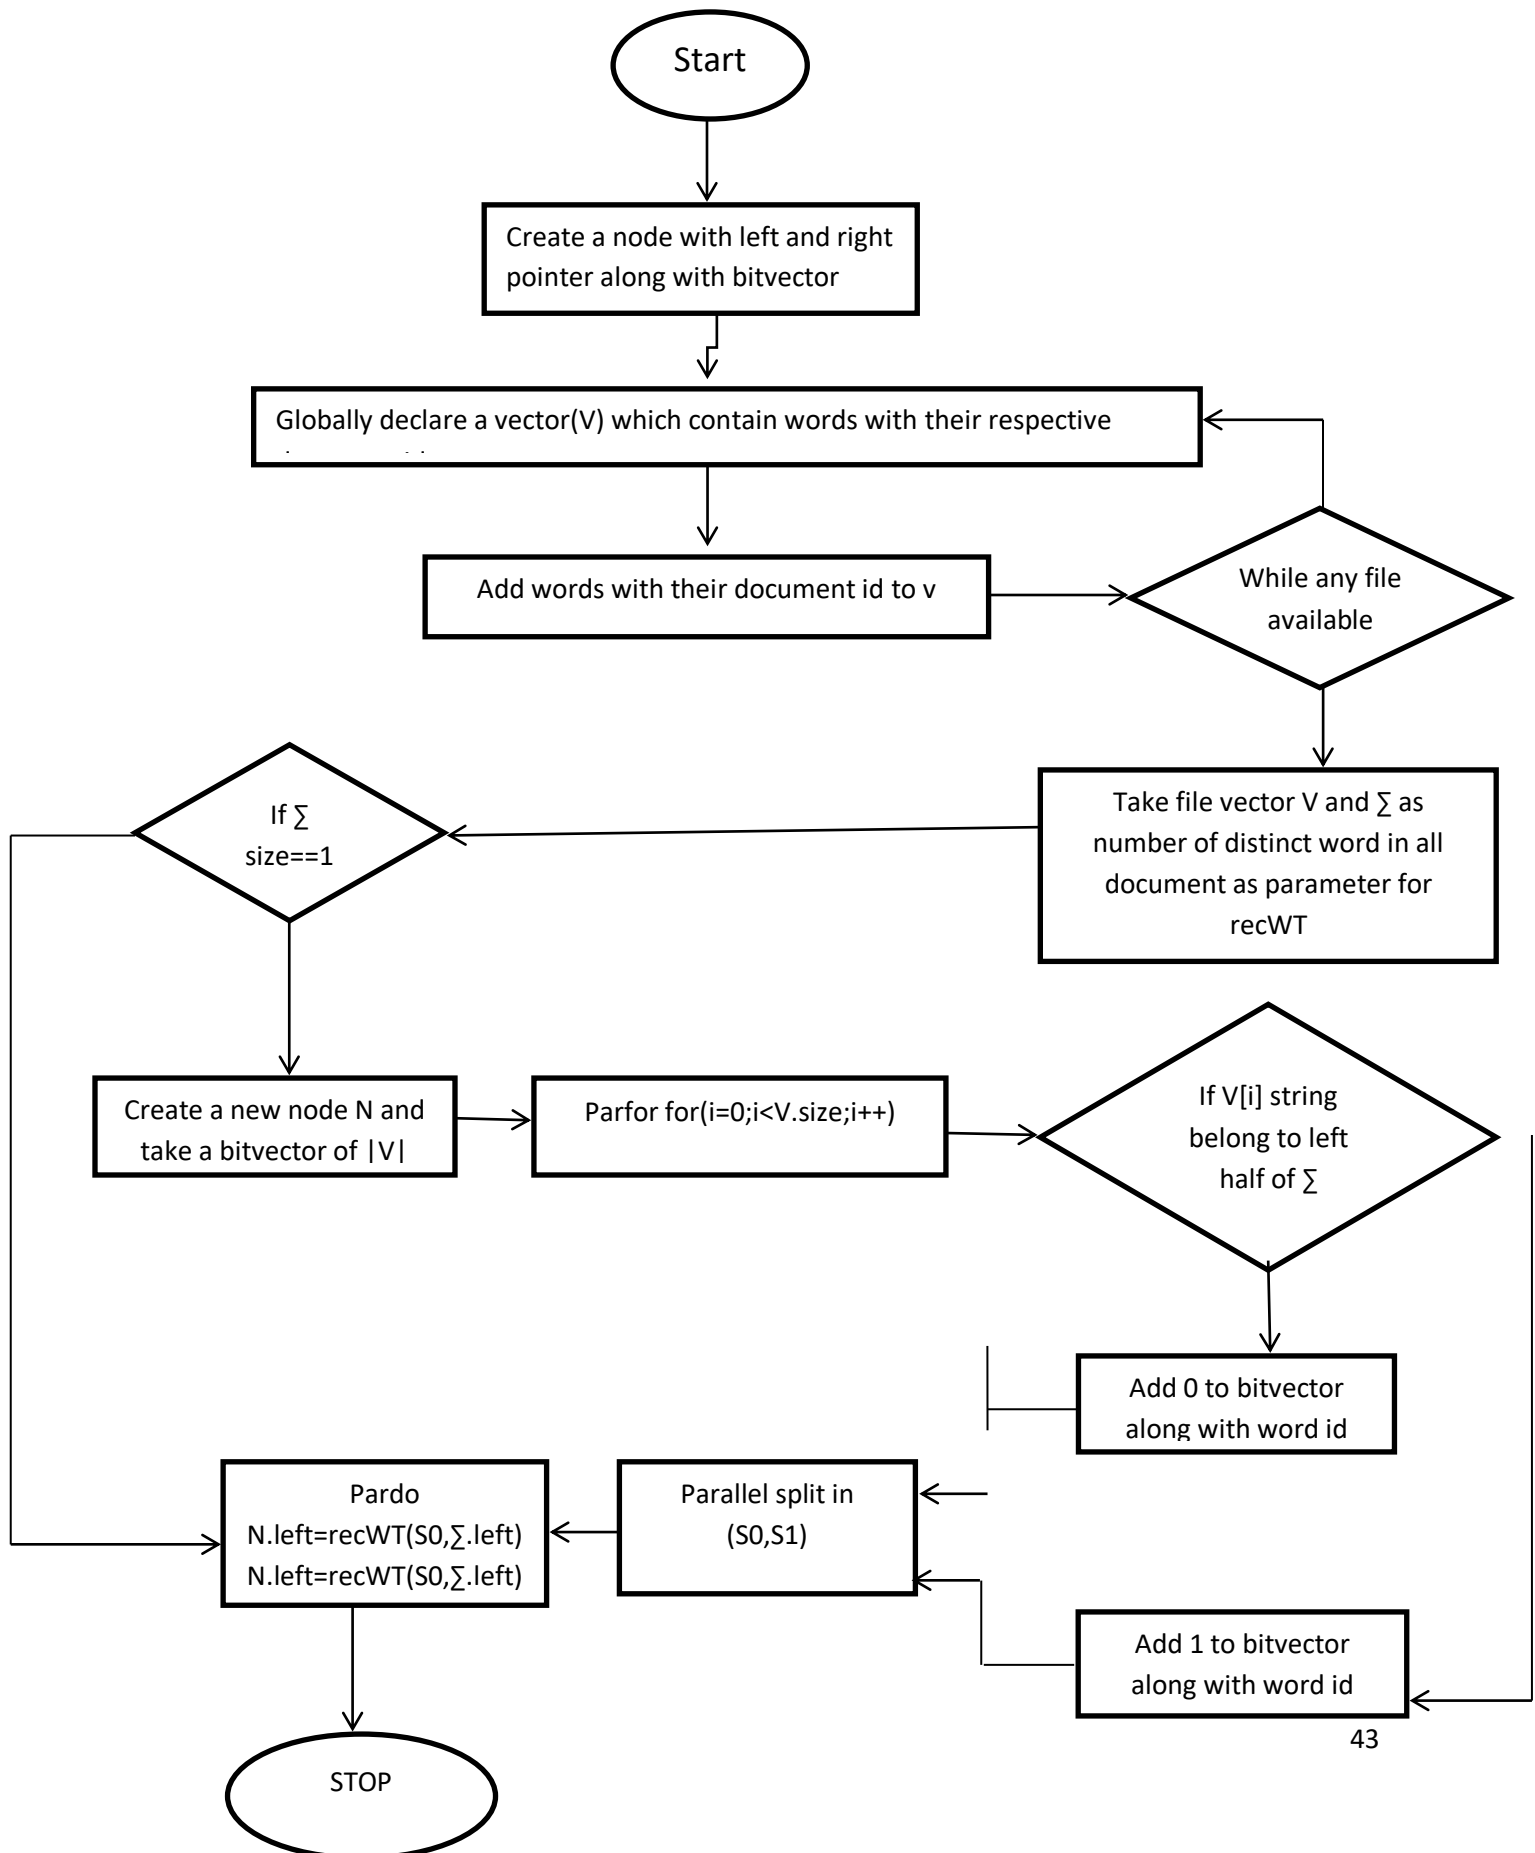 Start
Create a node with left and right
pointer along with bitvector
Globally declare a vector(V) which contain words with their respective
Add words with their document id to v
While any file
available
Take file vector V and ∑ as
number of distinct word in all
document as parameter for
recWT
If ∑
size==1
Create a new node N and
take a bitvector of |V|
Parfor for(i=0;i<V.size;i++)
If V[i] string
belong to left
half of ∑
Add 0 to bitvector
along with word id
Parallel split in
(S0,S1)
Pardo
N.left=recWT(S0,∑.left)
N.left=recWT(S0,∑.left)
Add 1 to bitvector
along with word id
43
STOP